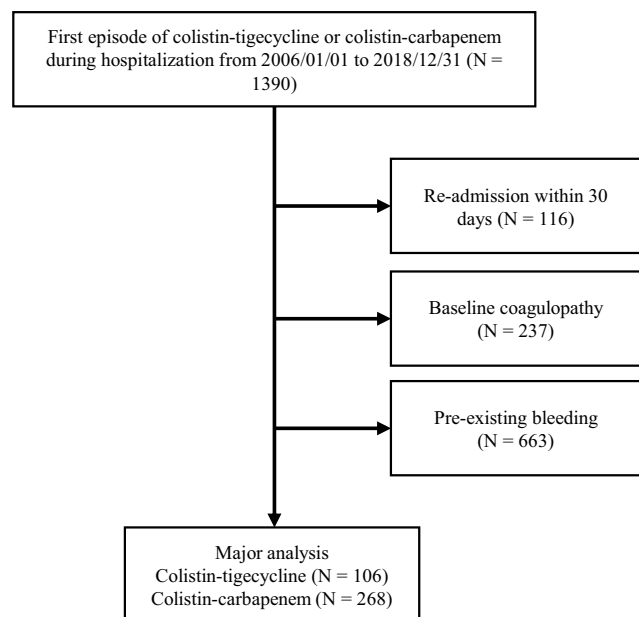 First episode of colistin-tigecycline or colistin-carbapenem
during hospitalization from 2006/01/01 to 2018/12/31 (N =
1390)
Re-admission within 30
days (N = 116)
Baseline coagulopathy
(N = 237)
Pre-existing bleeding
(N = 663)
Major analysis
Colistin-tigecycline (N = 106)
Colistin-carbapenem (N = 268)